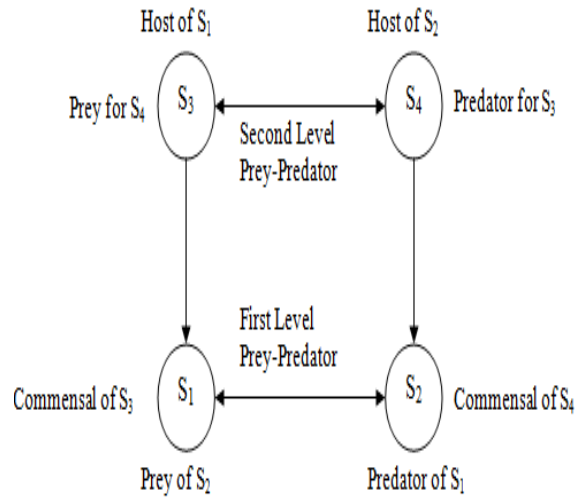 Host of S₁
Host of S₂
Prey for S₄
S₃
S₄
Predator for S₃
Second Level
Prey-Predator
First Level
Prey-Predator
Commensal of S₃
S₁
S₂
Commensal of S₄
Prey of S₂
Predator of S₁